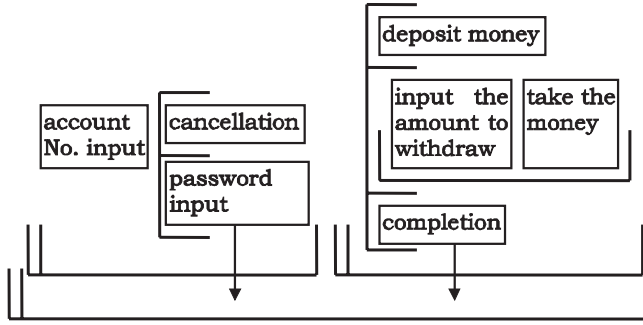 deposit money
input the
amount to
withdraw
take the
money
account
No. input
cancellation
password
input
completion